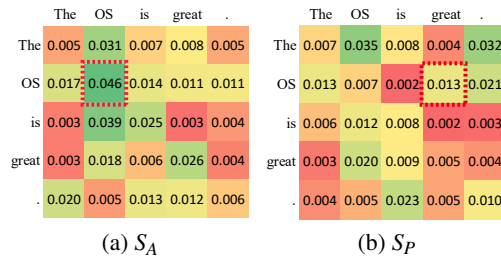 The OS is great .
The 0.005 0.031 0.007 0.008 0.005
OS 0.017 0.046 0.014 0.011 0.011
is 0.003 0.039 0.025 0.003 0.004
great 0.003 0.018 0.006 0.026 0.004
. 0.020 0.005 0.013 0.012 0.006
(a) S_A
The OS is great .
The 0.007 0.035 0.008 0.004 0.032
OS 0.013 0.007 0.002 0.013 0.021
is 0.006 0.012 0.008 0.002 0.003
great 0.003 0.020 0.009 0.005 0.004
. 0.004 0.005 0.023 0.005 0.010
(b) S_P